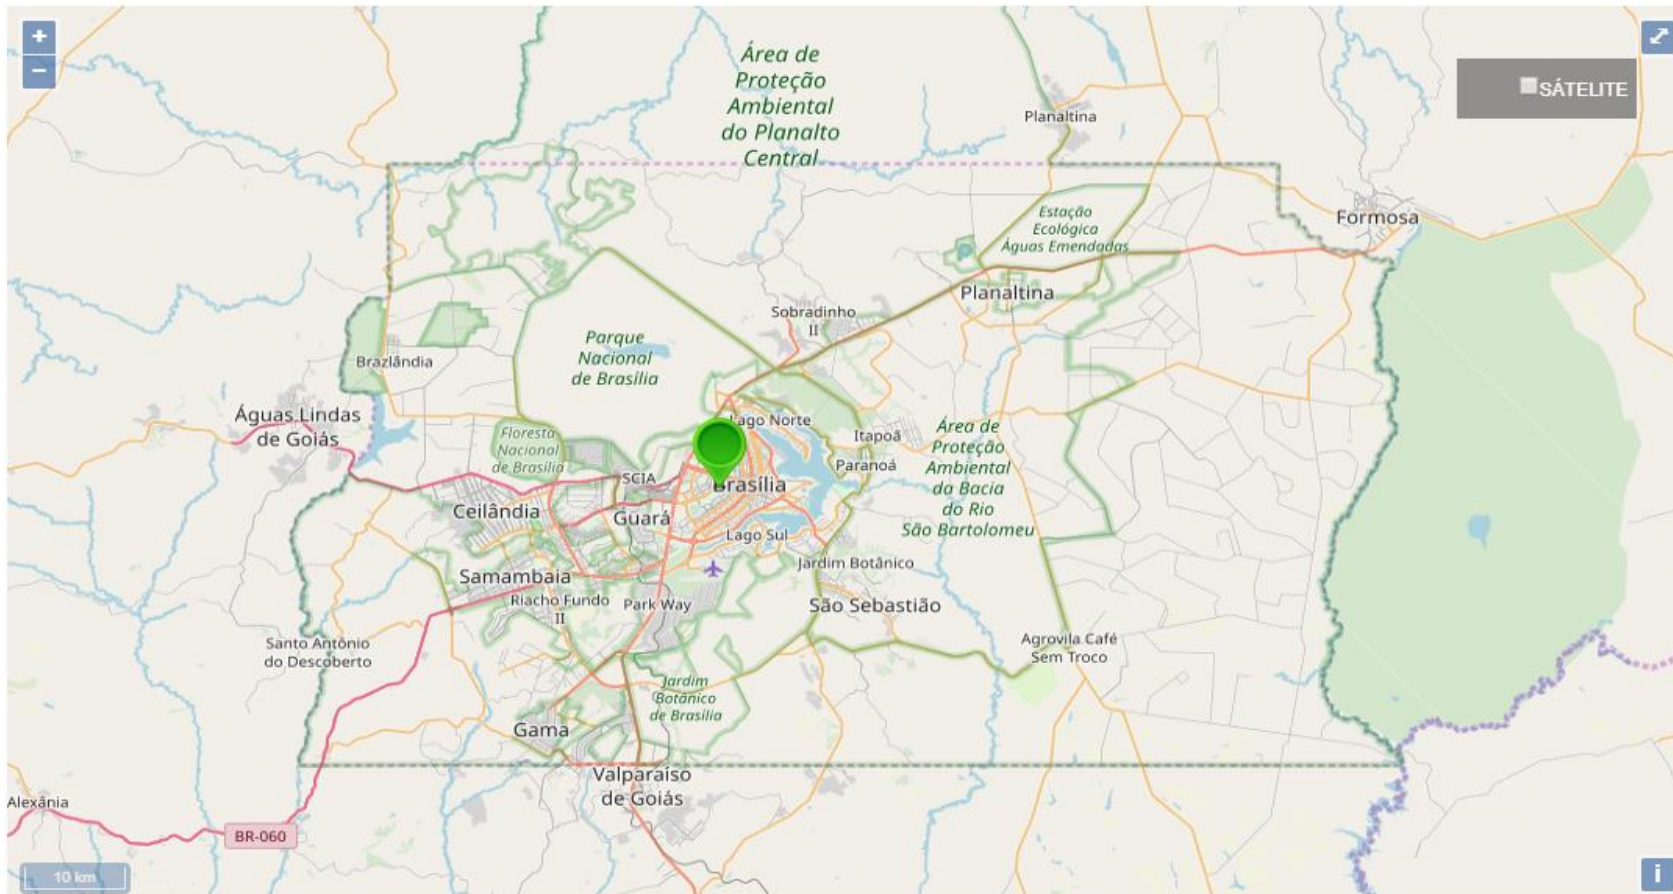 +
−
Área de
Proteção
Ambiental
do Planalto
Central
SÁTELITE
Planaltina
Formosa
Estação
Ecológica
Águas Emendadas
Planaltina
Sobradinho
II
Parque
Nacional
de Brasília
Brazlândia
Águas Lindas
de Goiás
Lago Norte
Floresta
Nacional
de Brasília
Itapoã
Paranoá
Área de
Proteção
Ambiental
da Bacia
do Rio
São Bartolomeu
SCIA
Brasília
Ceilândia
Guará
Lago Sul
Jardim Botânico
Samambaia
Riacho Fundo
II
Park Way
São Sebastião
Santo Antônio
do Descoberto
Agrovila Café
Sem Troco
Jardim
Botânico
de Brasília
Gama
Valparaíso
de Goiás
Alexânia
BR-060
10 km
i